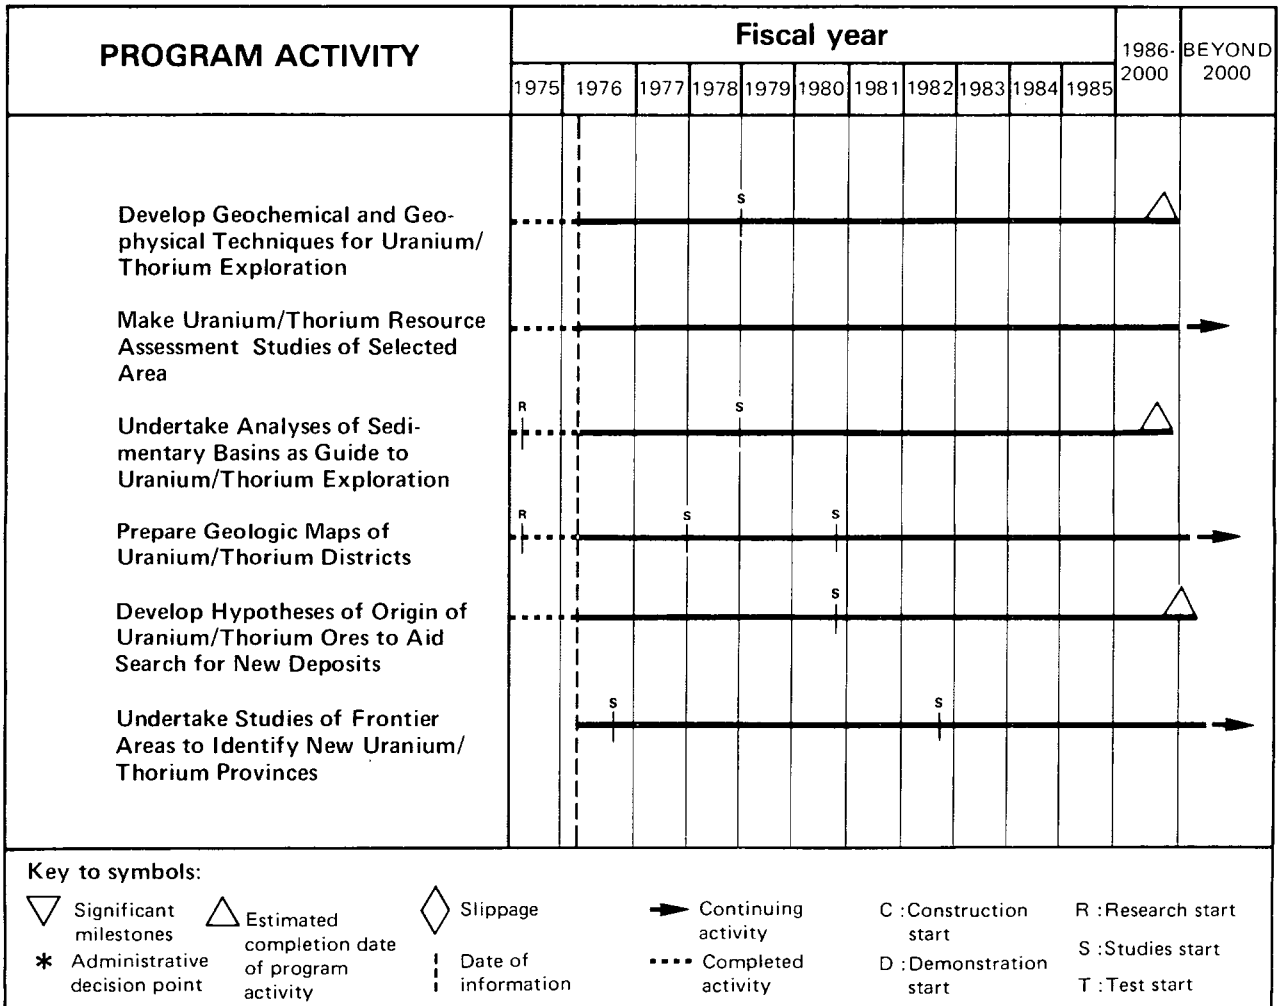 PROGRAM ACTIVITY
Fiscal year
1986-
2000
BEYOND
2000
1975 1976 1977 1978 1979 1980 1981 1982 1983 1984 1985
S
Develop Geochemical and Geo-
physical Techniques for Uranium/
Thorium Exploration
Make Uranium/Thorium Resource
Assessment Studies of Selected
Area
R S
Undertake Analyses of Sedi-
mentary Basins as Guide to
Uranium/Thorium Exploration
R S S
Prepare Geologic Maps of
Uranium/Thorium Districts
S
Develop Hypotheses of Origin of
Uranium/Thorium Ores to Aid
Search for New Deposits
S S
Undertake Studies of Frontier
Areas to Identify New Uranium/
Thorium Provinces
Key to symbols:
Significant
milestones
* Administrative
decision point
Estimated
completion date
of program
activity
Slippage
Date of
information
Continuing
activity
Completed
activity
C :Construction
start
D :Demonstration
start
R :Research start
S :Studies start
T :Test start